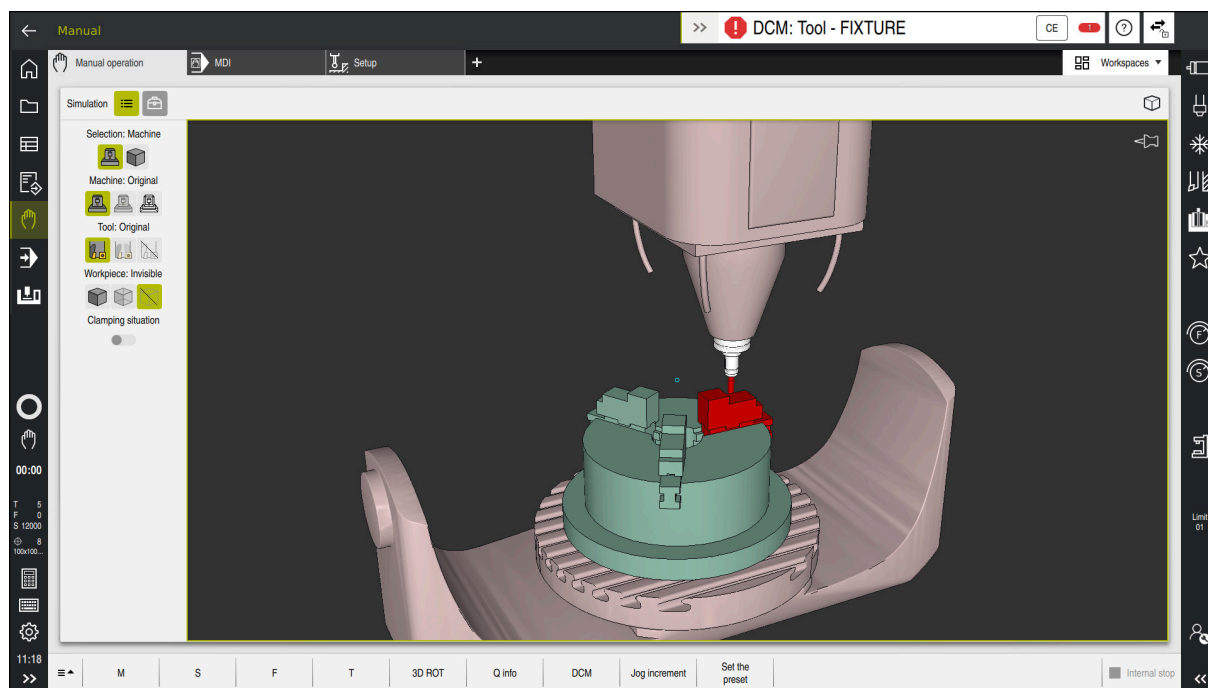 Manual
DCM: Tool - FIXTURE
CE
1
?
Manual operation
MDI
Setup
+
Workspaces
Simulation
Selection: Machine
Machine: Original
Tool: Original
Workpiece: Invisible
Clamping situation
F
S
00:00
T 5
F 0
S 12000
8
100x100...
Limit
01
11:18
M
S
F
T
3D ROT
Q info
DCM
Jog increment
Set the
preset
Internal stop